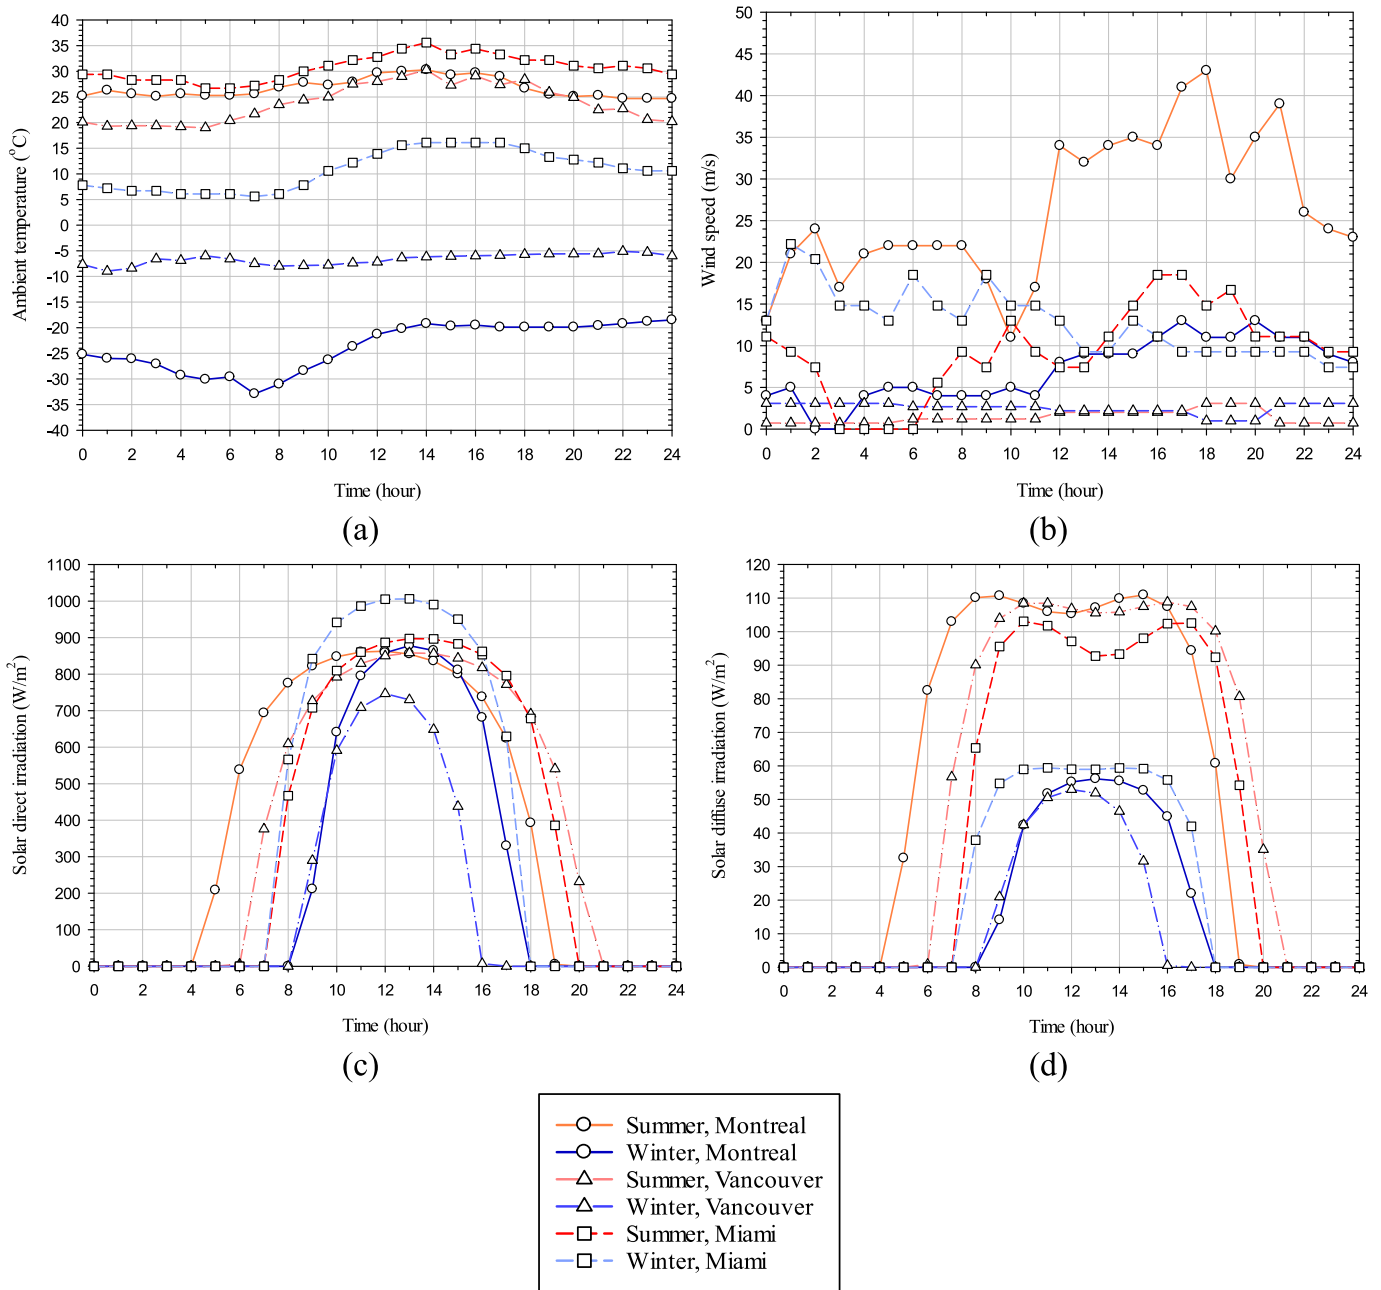 40
35
30
25
20
15
10
5
0
-5
-10
-15
-20
-25
-30
-35
-40
Ambient temperature (°C)
0 2 4 6 8 10 12 14 16 18 20 22 24
Time (hour)
(a)
50
45
40
35
30
25
20
15
10
5
0
Wind speed (m/s)
0 2 4 6 8 10 12 14 16 18 20 22 24
Time (hour)
(b)
1100
1000
900
800
700
600
500
400
300
200
100
0
Solar direct irradiation (W/m²)
0 2 4 6 8 10 12 14 16 18 20 22 24
Time (hour)
(c)
120
110
100
90
80
70
60
50
40
30
20
10
0
Solar diffuse irradiation (W/m²)
0 2 4 6 8 10 12 14 16 18 20 22 24
Time (hour)
(d)
Summer, Montreal
Winter, Montreal
Summer, Vancouver
Winter, Vancouver
Summer, Miami
Winter, Miami